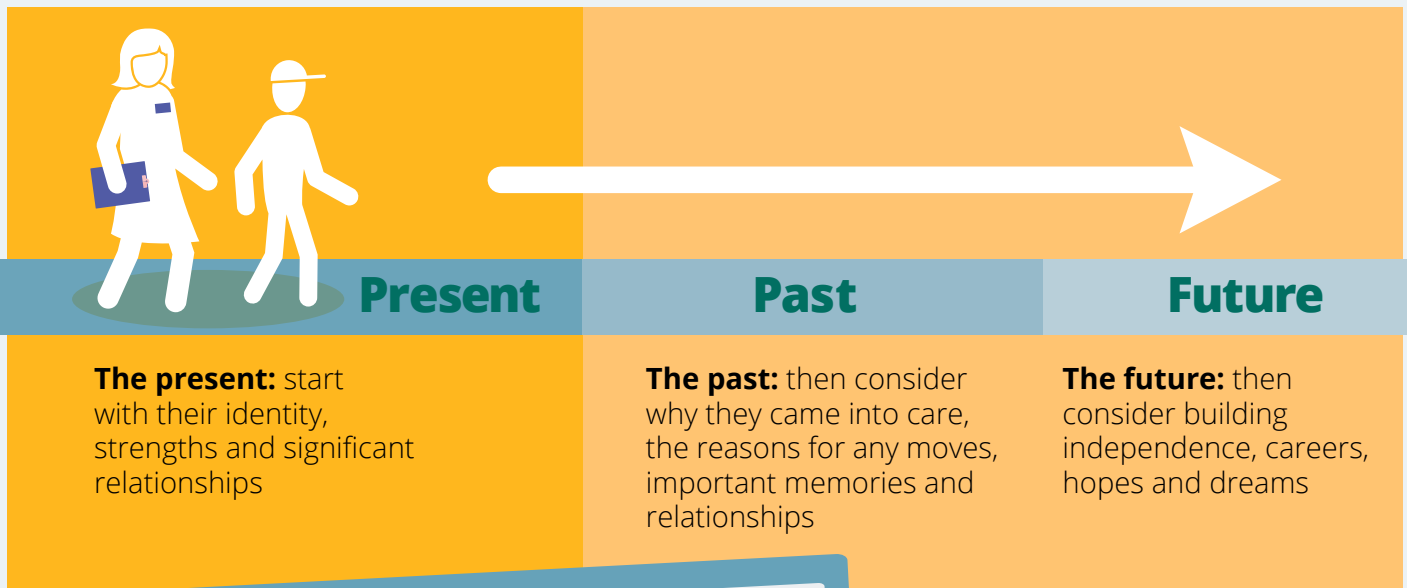 Present
Past
Future
The present: start
with their identity,
strengths and significant
relationships
The past: then consider
why they came into care,
the reasons for any moves,
important memories and
relationships
The future: then
consider building
independence, careers,
hopes and dreams